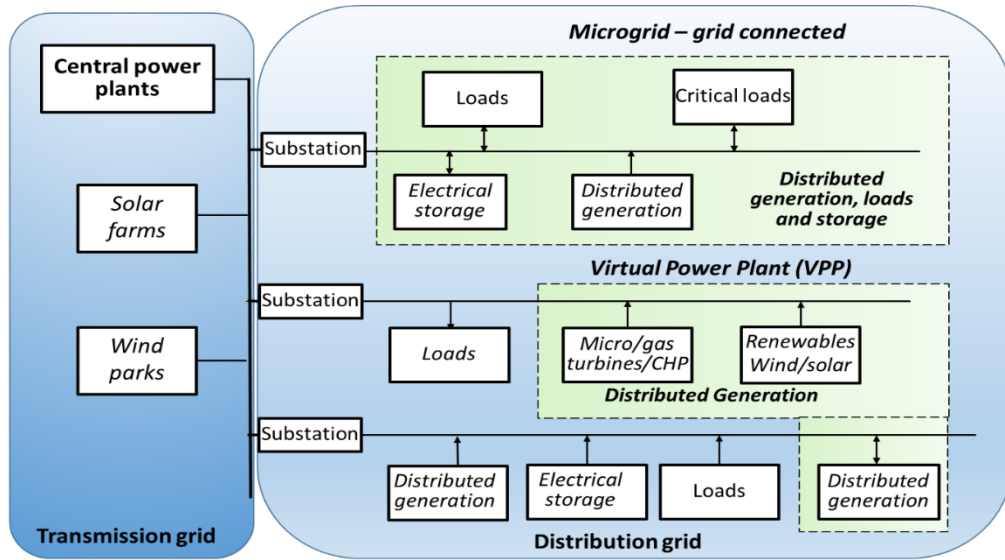 Microgrid – grid connected
Central power
plants
Loads
Critical loads
Substation
Electrical
storage
Distributed
generation
Distributed
generation, loads
and storage
Solar
farms
Virtual Power Plant (VPP)
Substation
Loads
Micro/gas
turbines/CHP
Renewables
Wind/solar
Distributed Generation
Wind
parks
Substation
Distributed
generation
Electrical
storage
Loads
Distributed
generation
Transmission grid
Distribution grid